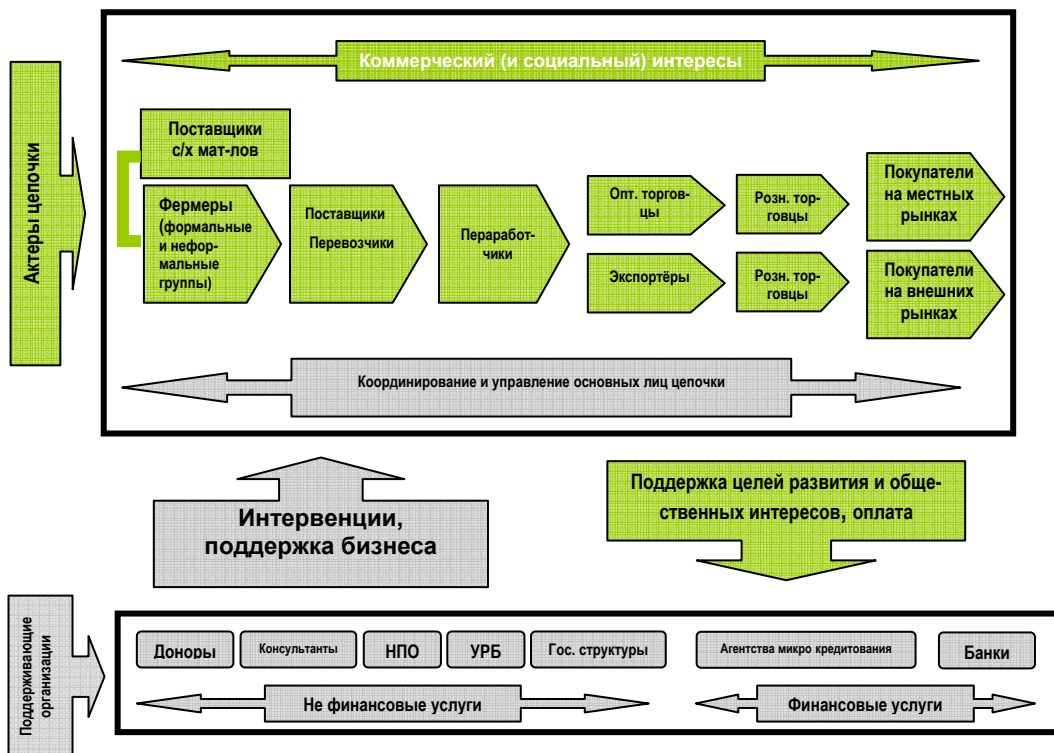 Коммерческий (и социальный) интересы
Актеры цепочки
Поставщики
с/х мат-лов
Фермеры
(формальные
и нефор-
мальные
группы)
Поставщики
Перевозчики
Пераработ-
чики
Опт. торгов-
цы
Розн. тор-
говцы
Покупатели
на местных
рынках
Экспортёры
Розн. тор-
говцы
Покупатели
на внешних
рынках
Координирование и управление основных лиц цепочки
Интервенции,
поддержка бизнеса
Поддержка целей развития и обще-
ственных интересов, оплата
Поддерживающие
организации
Доноры
Консультанты
НПО
УРБ
Гос. структуры
Агентства микро кредитования
Банки
Не финансовые услуги
Финансовые услуги